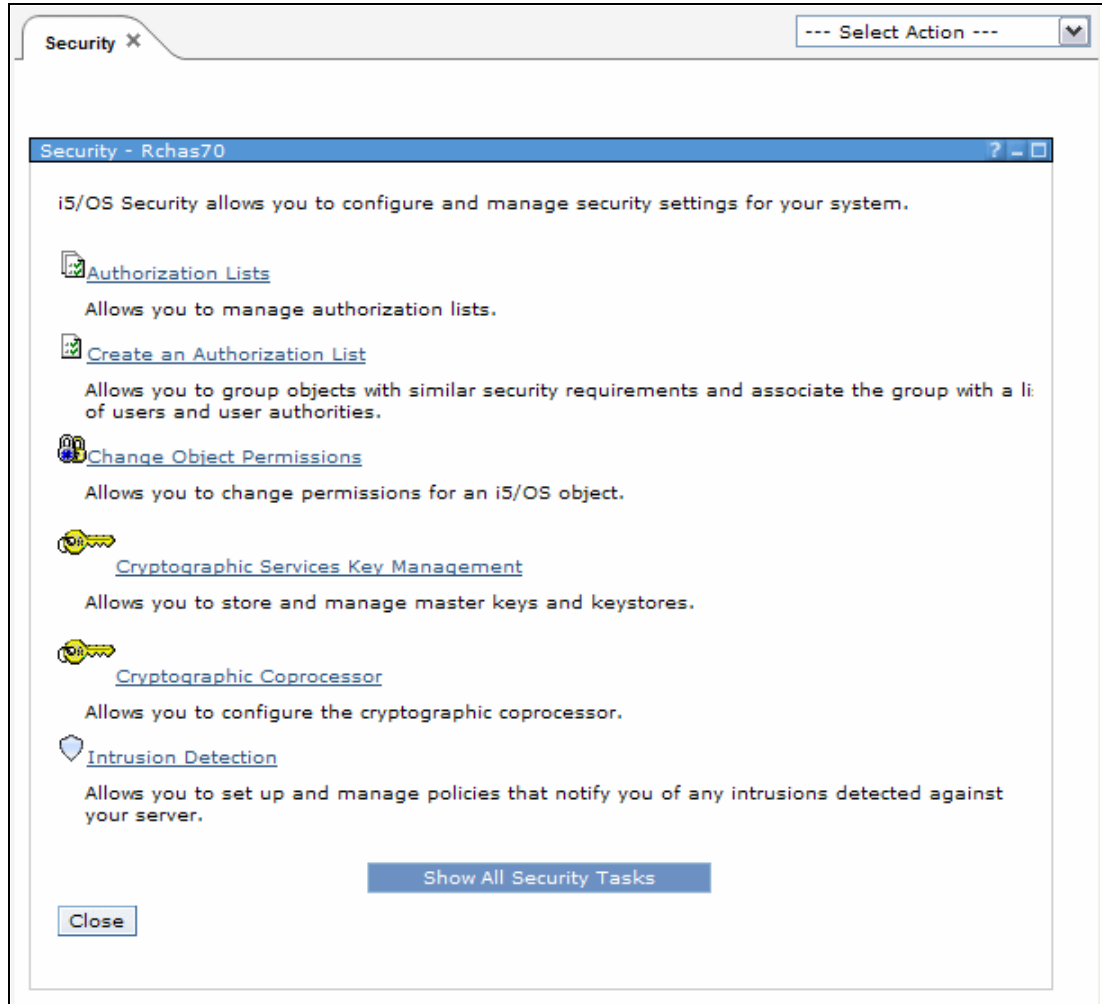 Security
--- Select Action ---
Security - Rchas70
?
i5/OS Security allows you to configure and manage security settings for your system.
Authorization Lists
Allows you to manage authorization lists.
Create an Authorization List
Allows you to group objects with similar security requirements and associate the group with a
of users and user authorities.
Change Object Permissions
Allows you to change permissions for an i5/OS object.
Cryptographic Services Key Management
Allows you to store and manage master keys and keystores.
Cryptographic Coprocessor
Allows you to configure the cryptographic coprocessor.
Intrusion Detection
Allows you to set up and manage policies that notify you of any intrusions detected against
your server.
Show All Security Tasks
Close